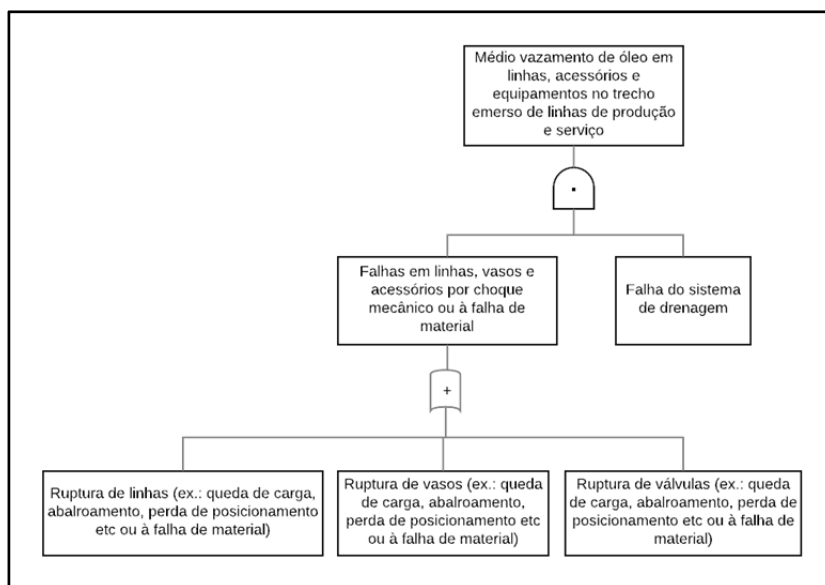 Médio vazamento de óleo em
linhas, acessórios e
equipamentos no trecho
emerso de linhas de produção
e serviço
Falhas em linhas, vasos e
acessórios por choque
mecânico ou à falha de
material
Falha do sistema
de drenagem
+
Ruptura de linhas (ex.: queda de carga,
abalroamento, perda de posicionamento
etc ou à falha de material)
Ruptura de vasos (ex.: queda
de carga, abalroamento,
perda de posicionamento etc
ou à falha de material)
Ruptura de válvulas (ex.: queda
de carga, abalroamento, perda de
posicionamento etc ou à falha de
material)